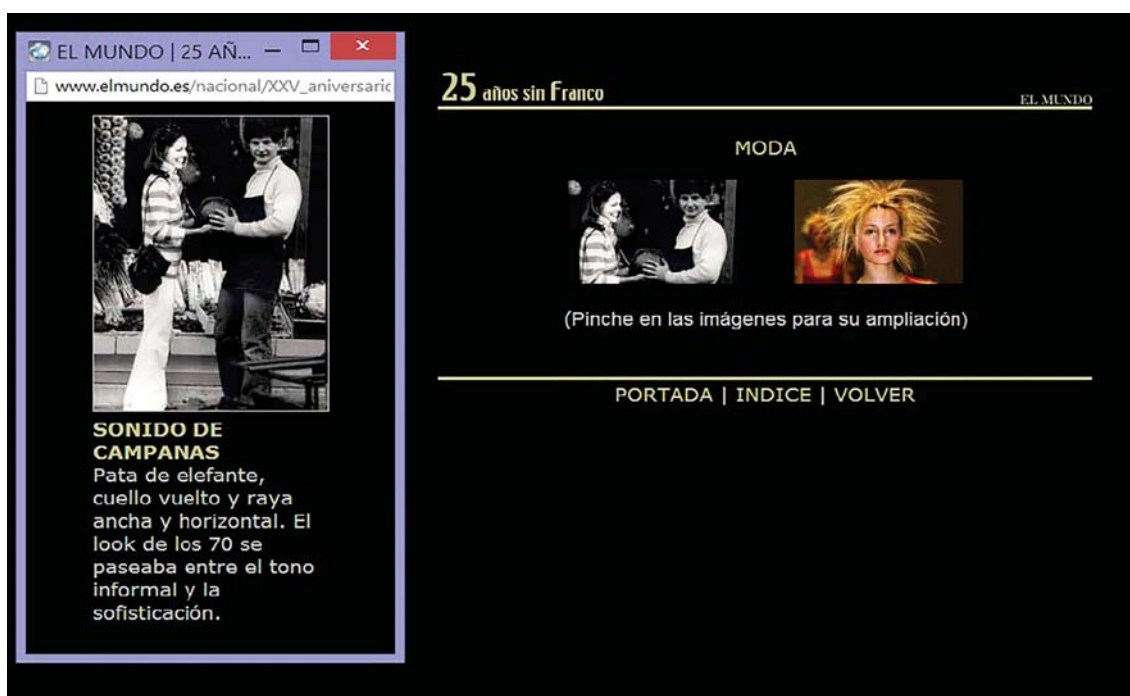 EL MUNDO | 25 AÑ...
www.elmundo.es/nacional/XXV_aniversaric
SONIDO DE
CAMPANAS
Pata de elefante,
cuello vuelto y raya
ancha y horizontal. El
look de los 70 se
paseaba entre el tono
informal y la
sofisticación.
25 años sin Franco
EL MUNDO
MODA
(Pinche en las imágenes para su ampliación)
PORTADA | INDICE | VOLVER